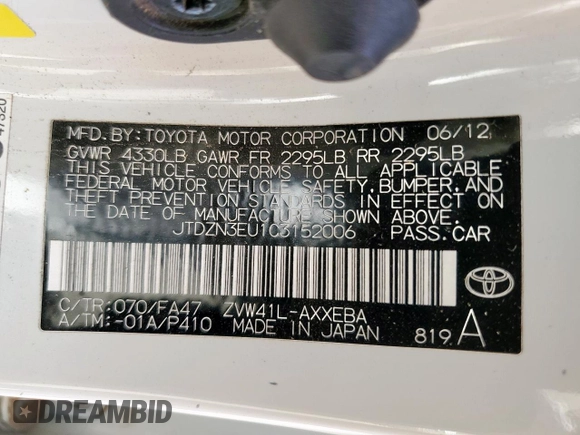 47320
MFD. BY: TOYOTA MOTOR CORPORATION 06/12
GVWR 4330LB GAWR FR 2295LB RR 2295LB
THIS VEHICLE CONFORMS TO ALL APPLICABLE
FEDERAL MOTOR VEHICLE SAFETY, BUMPER, AND
THEFT PREVENTION STANDARDS IN EFFECT ON
THE DATE OF MANUFACTURE SHOWN ABOVE.
JTDZN3EU1C3152006 PASS.CAR
C/TR: 070/FA47 ZVW41L-AXXEBA
A/TM: -01A/P410 MADE IN JAPAN
819 A
TOYOTA
DREAMBID